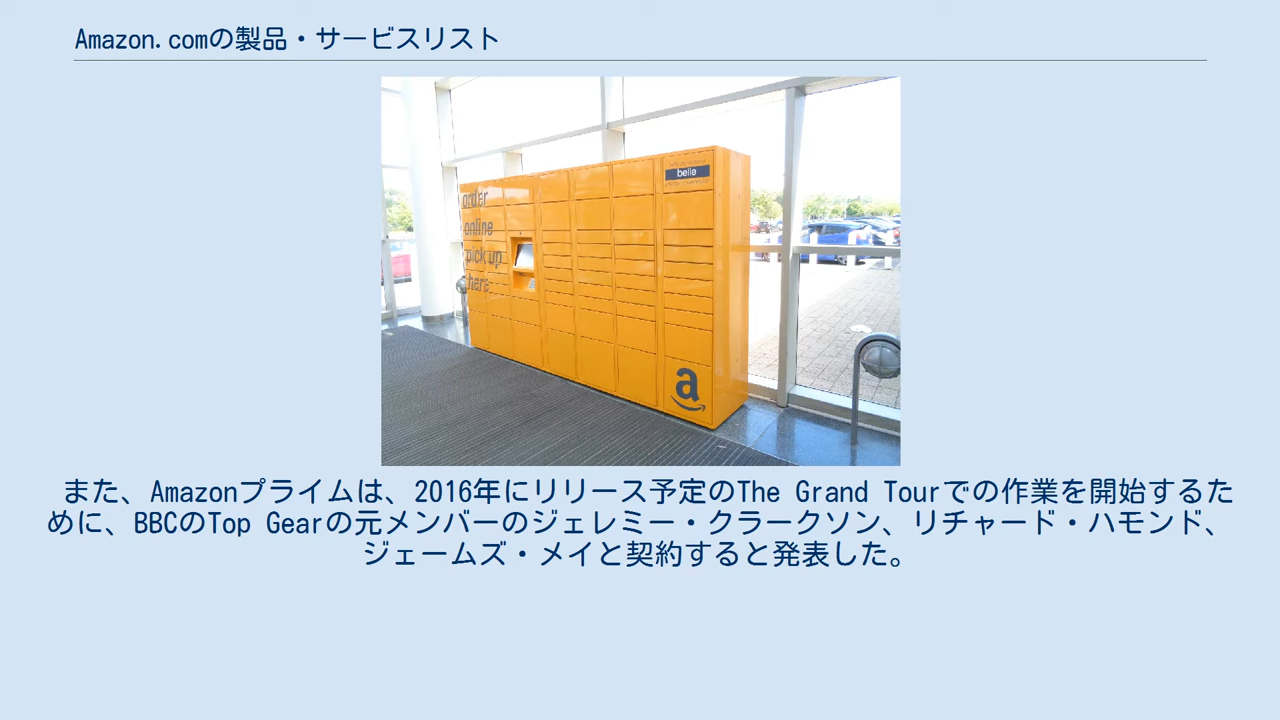 Amazon.comの製品・サービスリスト
order
online
pick up
here
belle
a
また、Amazonプライムは、2016年にリリース予定のThe Grand Tourでの作業を開始するた
めに、BBCのTop Gearの元メンバーのジェレミー・クラークソン、リチャード・ハモンド、
ジェームズ・メイと契約すると発表した。